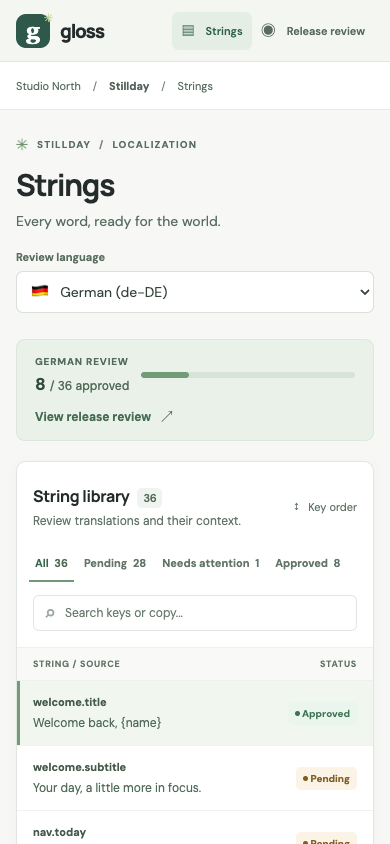 g gloss
Strings
Release review
Studio North / Stillday / Strings
STILLDAY / LOCALIZATION
Strings
Every word, ready for the world.
Review language
German (de-DE)
GERMAN REVIEW
8 / 36 approved
View release review ↗
String library 36
↕ Key order
Review translations and their context.
All 36 Pending 28 Needs attention 1 Approved 8
Search keys or copy...
STRING / SOURCE STATUS
welcome.title
Approved
Welcome back, {name}
welcome.subtitle
Pending
Your day, a little more in focus.
nav.today
Pending